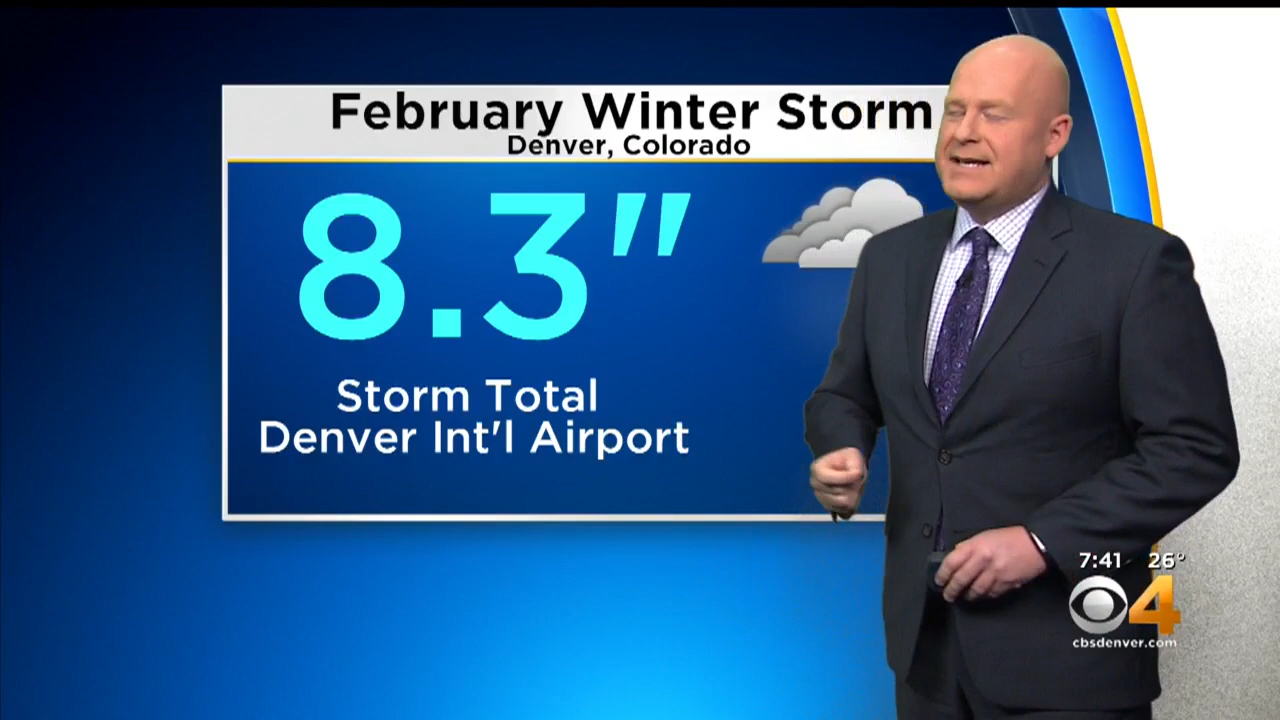 February Winter Storm
Denver, Colorado
8.3"
Storm Total
Denver Int'l Airport
7:41 26°
4
cbsdenver.com